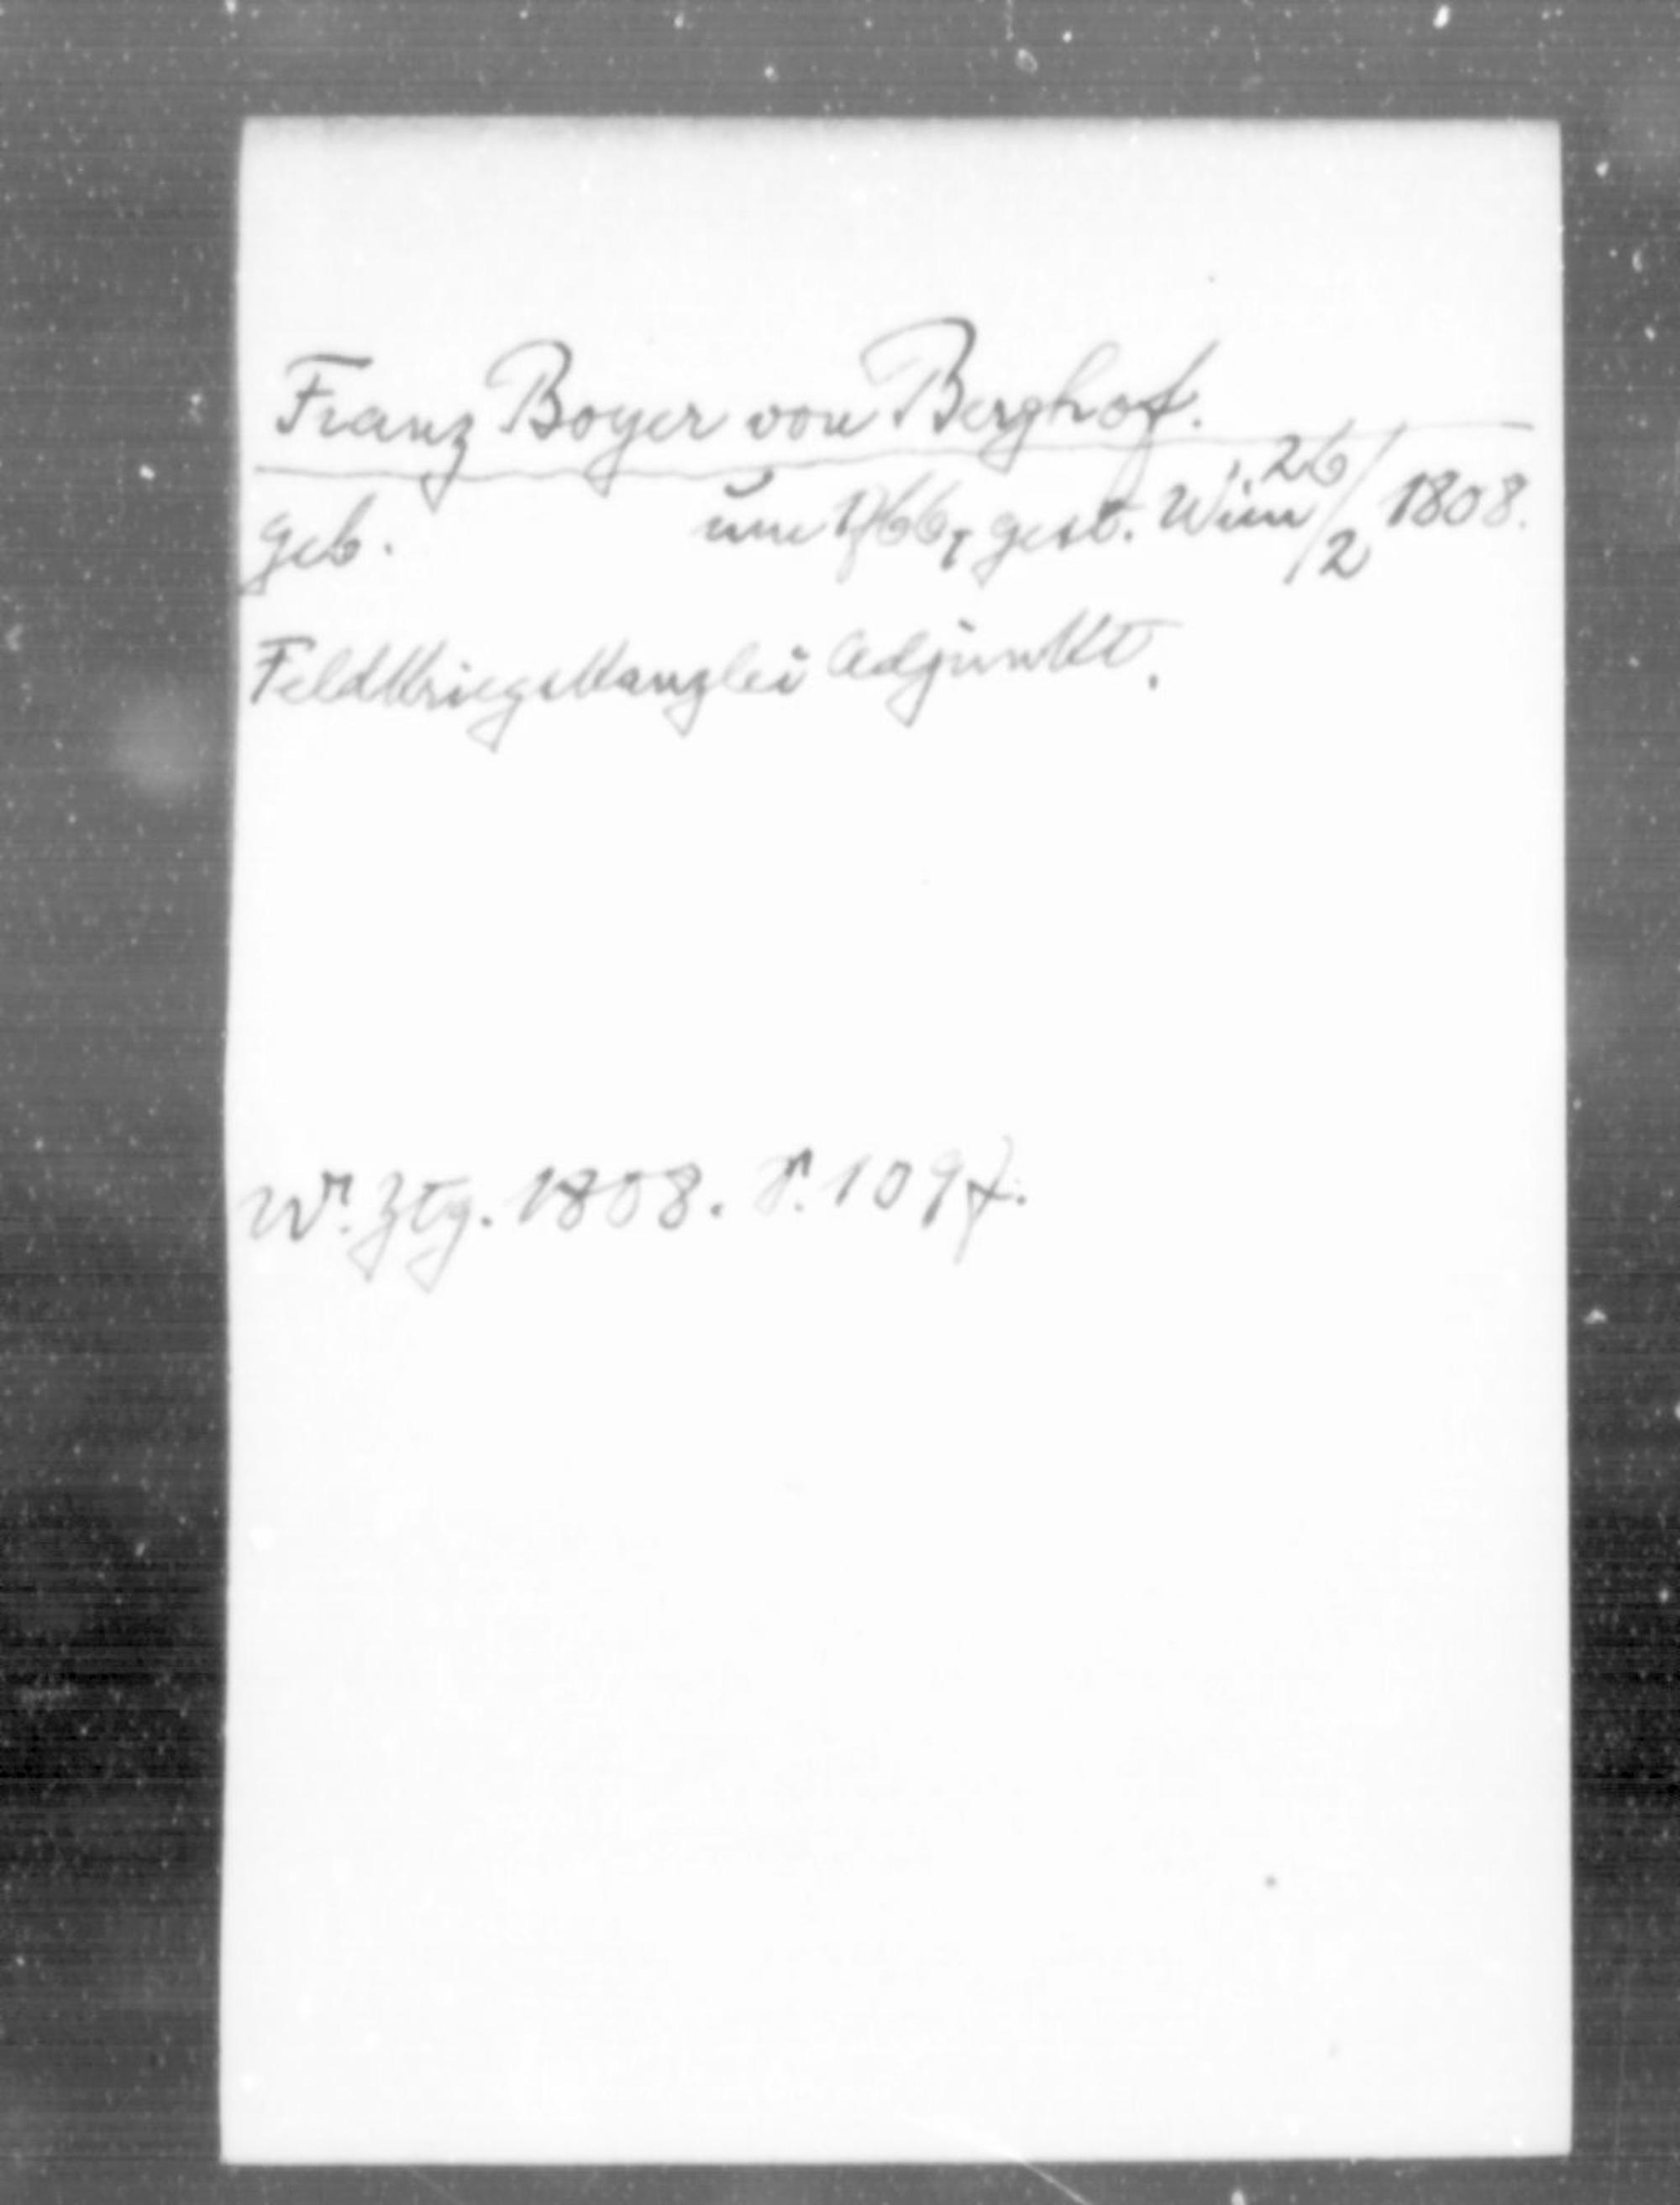 Franz Boyer von Berghof.
geb. um 1766, gest. Wien 26/2 1808.
Feldkriegskanzlei Adjunkt.
Wr. Ztg. 1808. S. 1097.